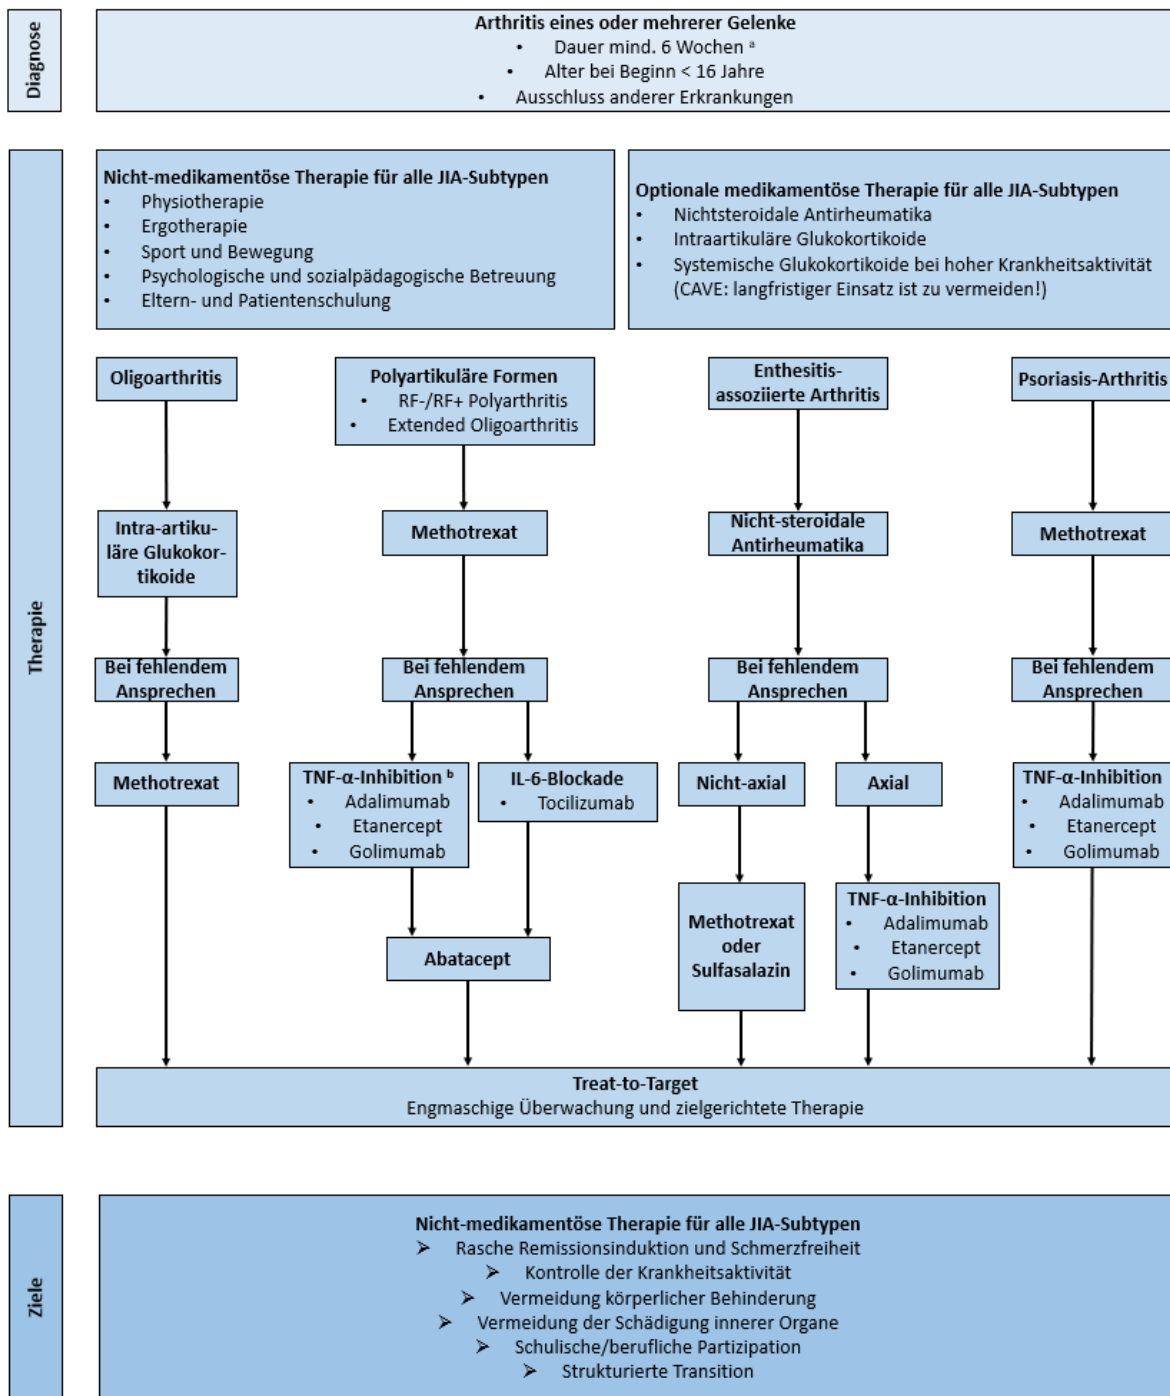 Diagnose
Arthritis eines oder mehrerer Gelenke
• Dauer mind. 6 Wochen ª
• Alter bei Beginn < 16 Jahre
• Ausschluss anderer Erkrankungen
Therapie
Nicht-medikamentöse Therapie für alle JIA-Subtypen
• Physiotherapie
• Ergotherapie
• Sport und Bewegung
• Psychologische und sozialpädagogische Betreuung
• Eltern- und Patientenschulung
Optionale medikamentöse Therapie für alle JIA-Subtypen
• Nichtsteroidale Antirheumatika
• Intraartikuläre Glukokortikoide
• Systemische Glukokortikoide bei hoher Krankheitsaktivität
(CAVE: langfristiger Einsatz ist zu vermeiden!)
Oligoarthritis
Intra-artiku-
läre Glukokor-
tikoide
Bei fehlendem
Ansprechen
Methotrexat
Polyartikuläre Formen
• RF-/RF+ Polyarthritis
• Extended Oligoarthritis
Methotrexat
Bei fehlendem
Ansprechen
TNF-α-Inhibition ᵇ
• Adalimumab
• Etanercept
• Golimumab
IL-6-Blockade
• Tocilizumab
Abatacept
Enthesitis-
assoziierte Arthritis
Nicht-steroidale
Antirheumatika
Bei fehlendem
Ansprechen
Nicht-axial
Methotrexat
oder
Sulfasalazin
Axial
TNF-α-Inhibition
• Adalimumab
• Etanercept
• Golimumab
Psoriasis-Arthritis
Methotrexat
Bei fehlendem
Ansprechen
TNF-α-Inhibition
• Adalimumab
• Etanercept
• Golimumab
Treat-to-Target
Engmaschige Überwachung und zielgerichtete Therapie
Ziele
Nicht-medikamentöse Therapie für alle JIA-Subtypen
➢ Rasche Remissionsinduktion und Schmerzfreiheit
➢ Kontrolle der Krankheitsaktivität
➢ Vermeidung körperlicher Behinderung
➢ Vermeidung der Schädigung innerer Organe
➢ Schulische/berufliche Partizipation
➢ Strukturierte Transition